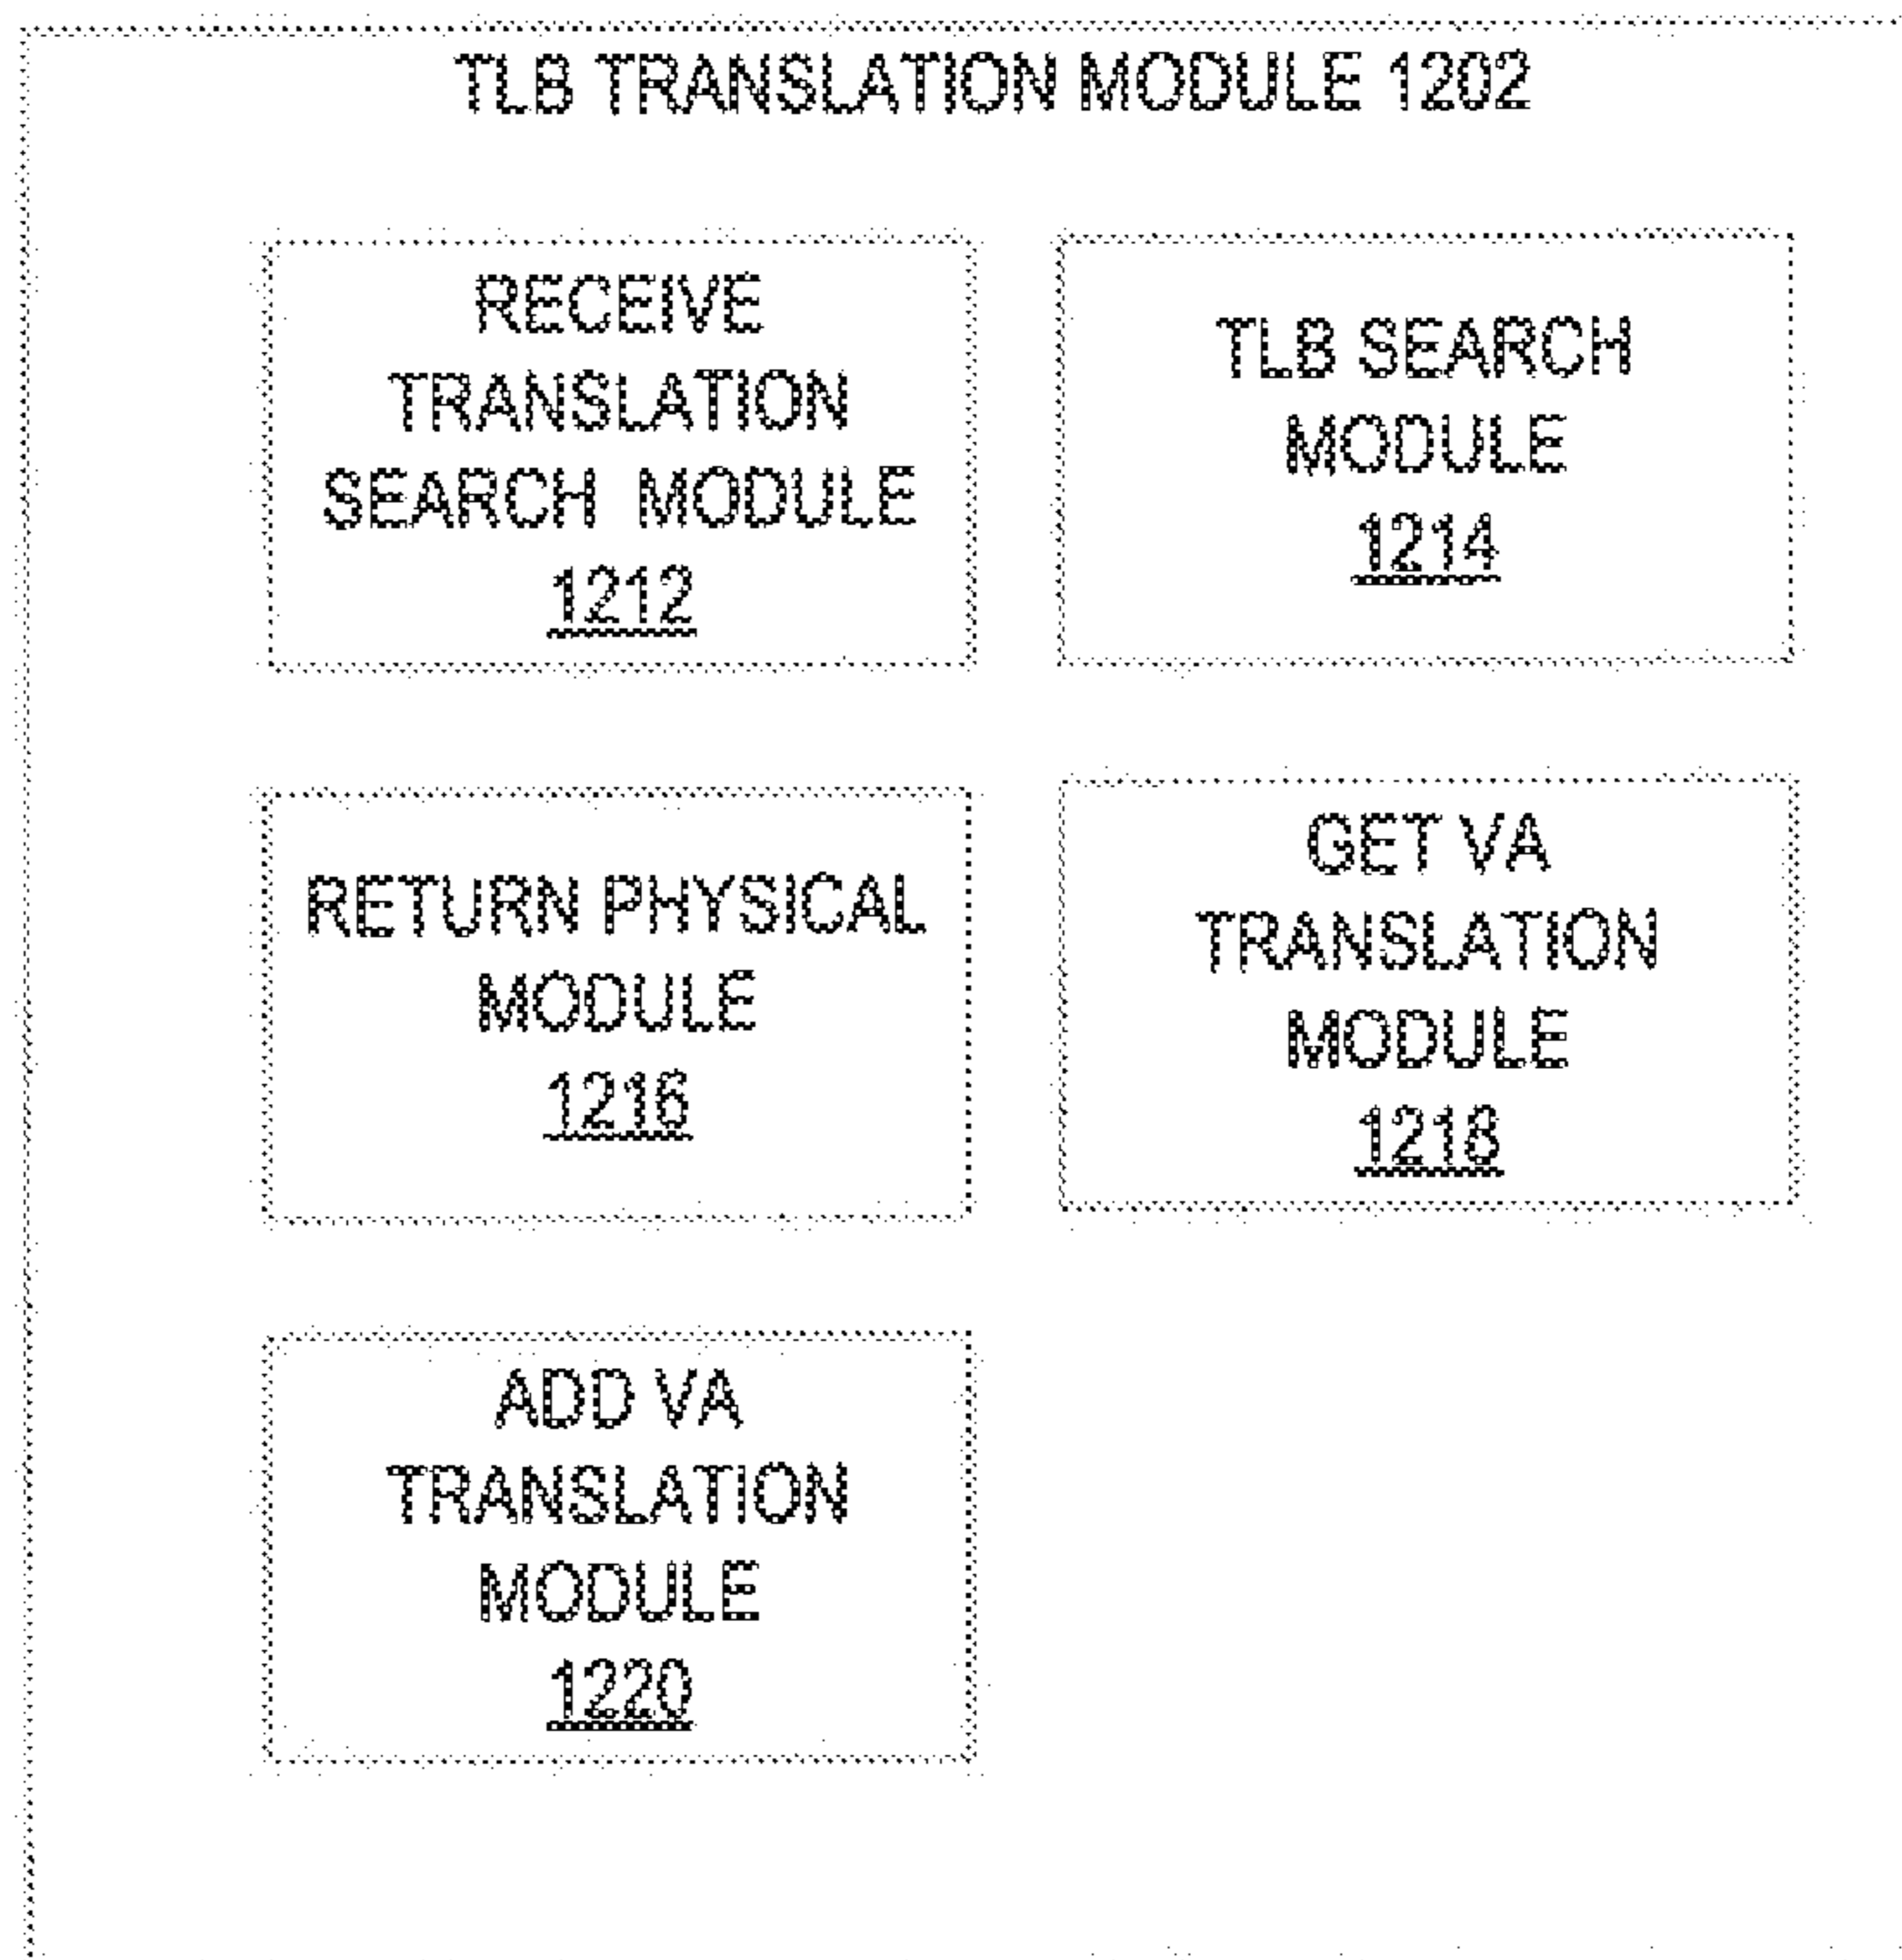 TLB TRANSLATION MODULE 1202
RECEIVE
TRANSLATION
SEARCH MODULE
1212
TLB SEARCH
MODULE
1214
RETURN PHYSICAL
MODULE
1216
GET VA
TRANSLATION
MODULE
1218
ADD VA
TRANSLATION
MODULE
1220